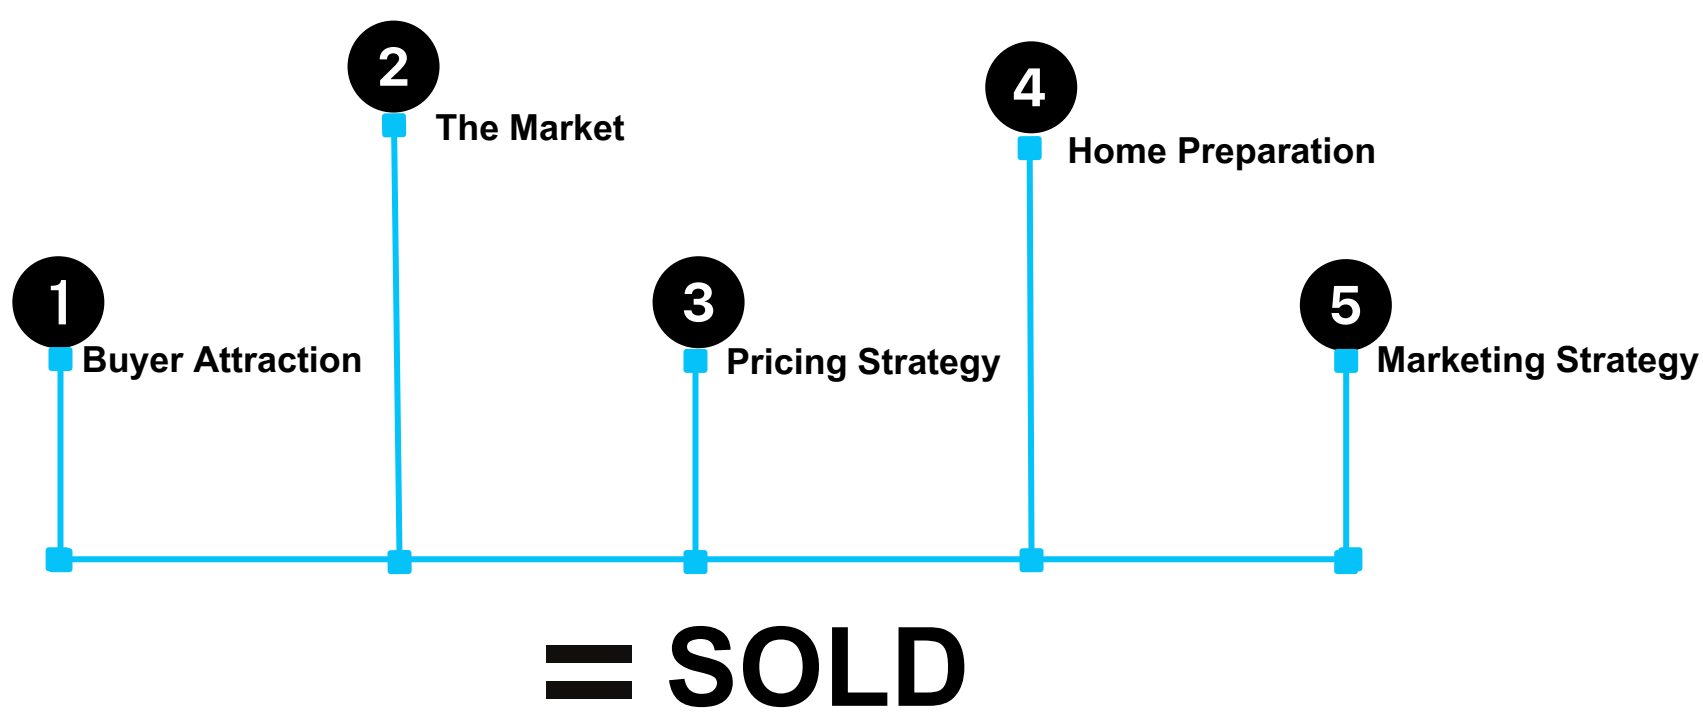 1
Buyer Attraction
2
The Market
3
Pricing Strategy
4
Home Preparation
5
Marketing Strategy
= SOLD